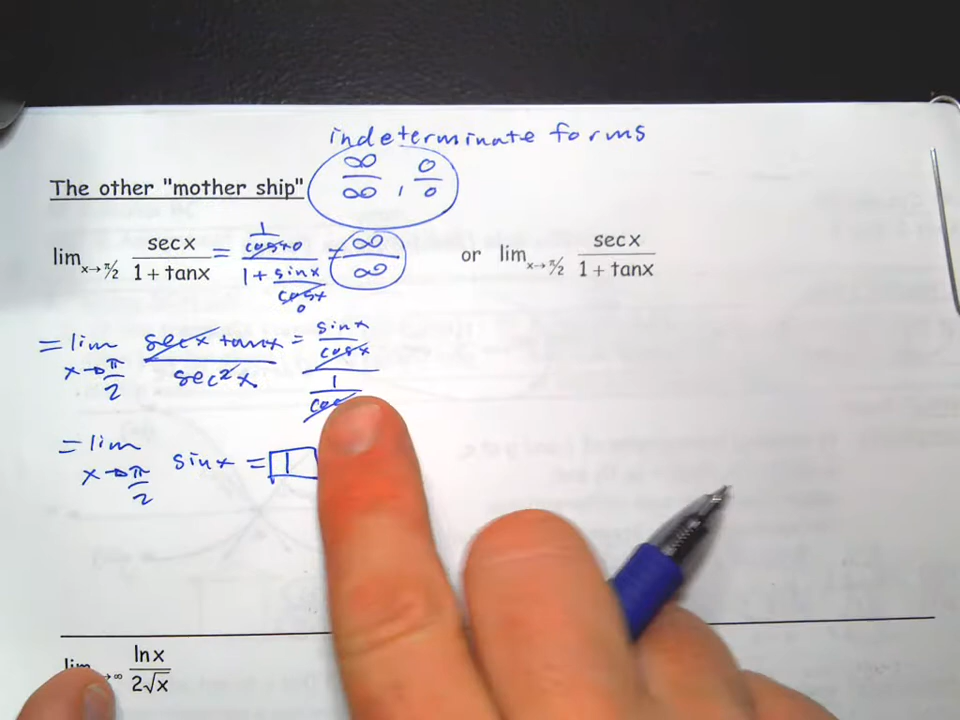 indeterminate forms
The other "mother ship" ∞/∞ , 0/0
lim x→π/2 secx/(1 + tanx) = (1/cosx 0)/(1 + sinx/cosx 0) = ∞/∞ or lim x→π/2 secx/(1 + tanx)
= lim x→π/2 secx tanx/sec²x = (sinx/cosx)/(1/
= lim x→π/2 sinx = 1
lnx/2√x